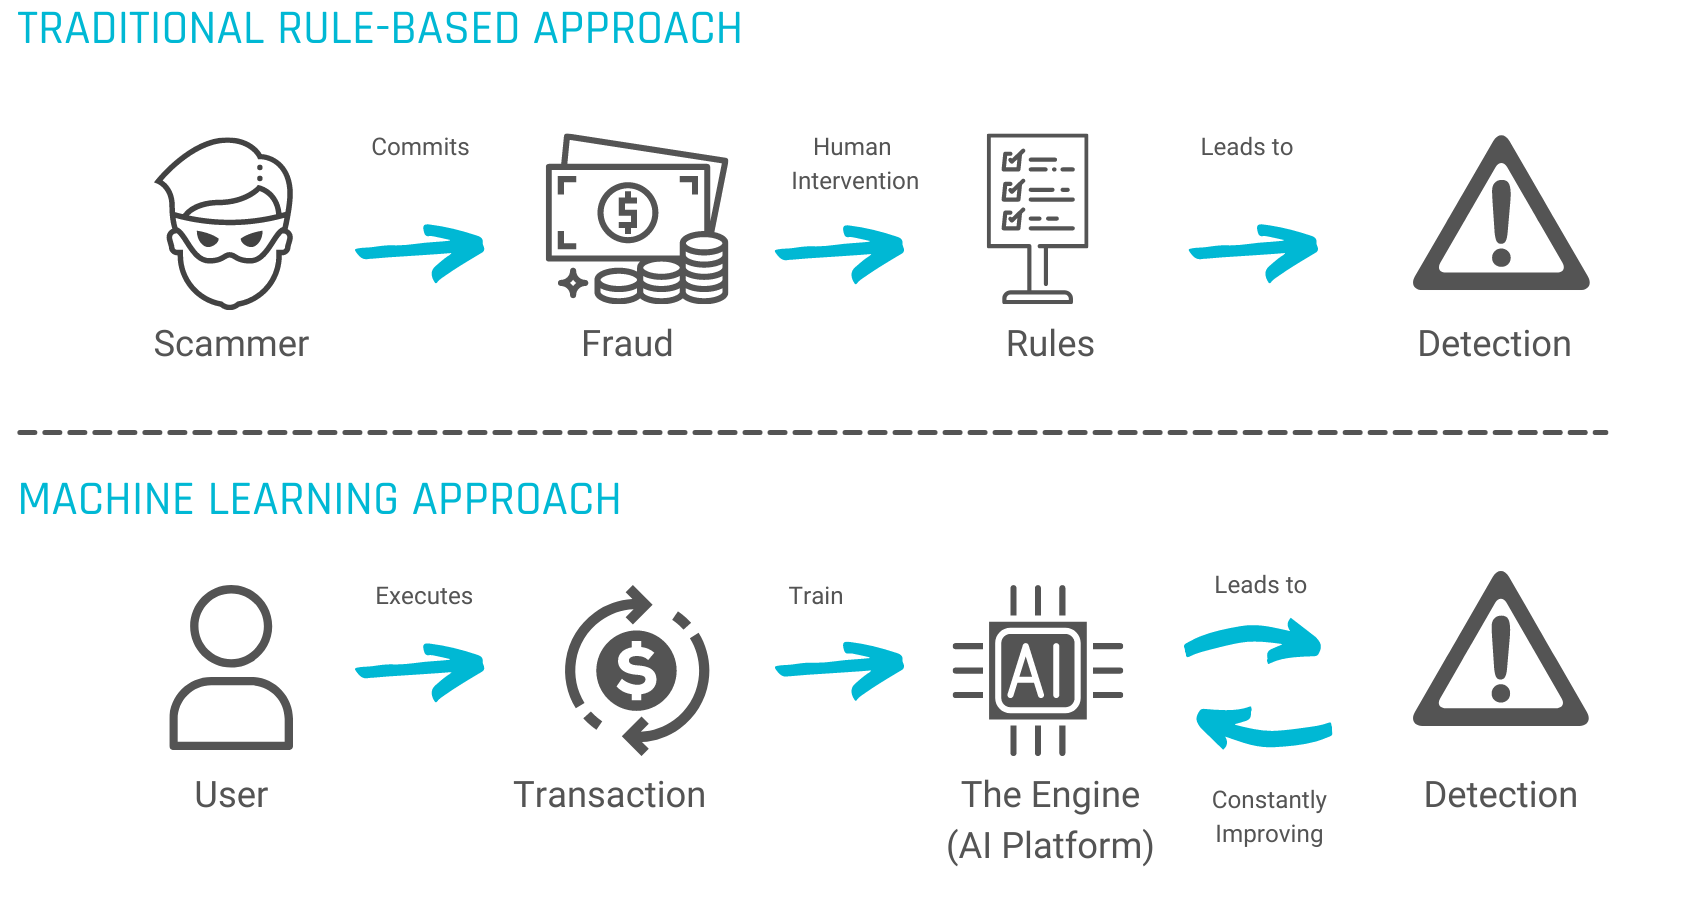 TRADITIONAL RULE-BASED APPROACH
Commits
Human
Intervention
Leads to
Scammer
Fraud
Rules
Detection
MACHINE LEARNING APPROACH
Executes
Train
Leads to
AI
User
Transaction
The Engine
(AI Platform)
Constantly
Improving
Detection